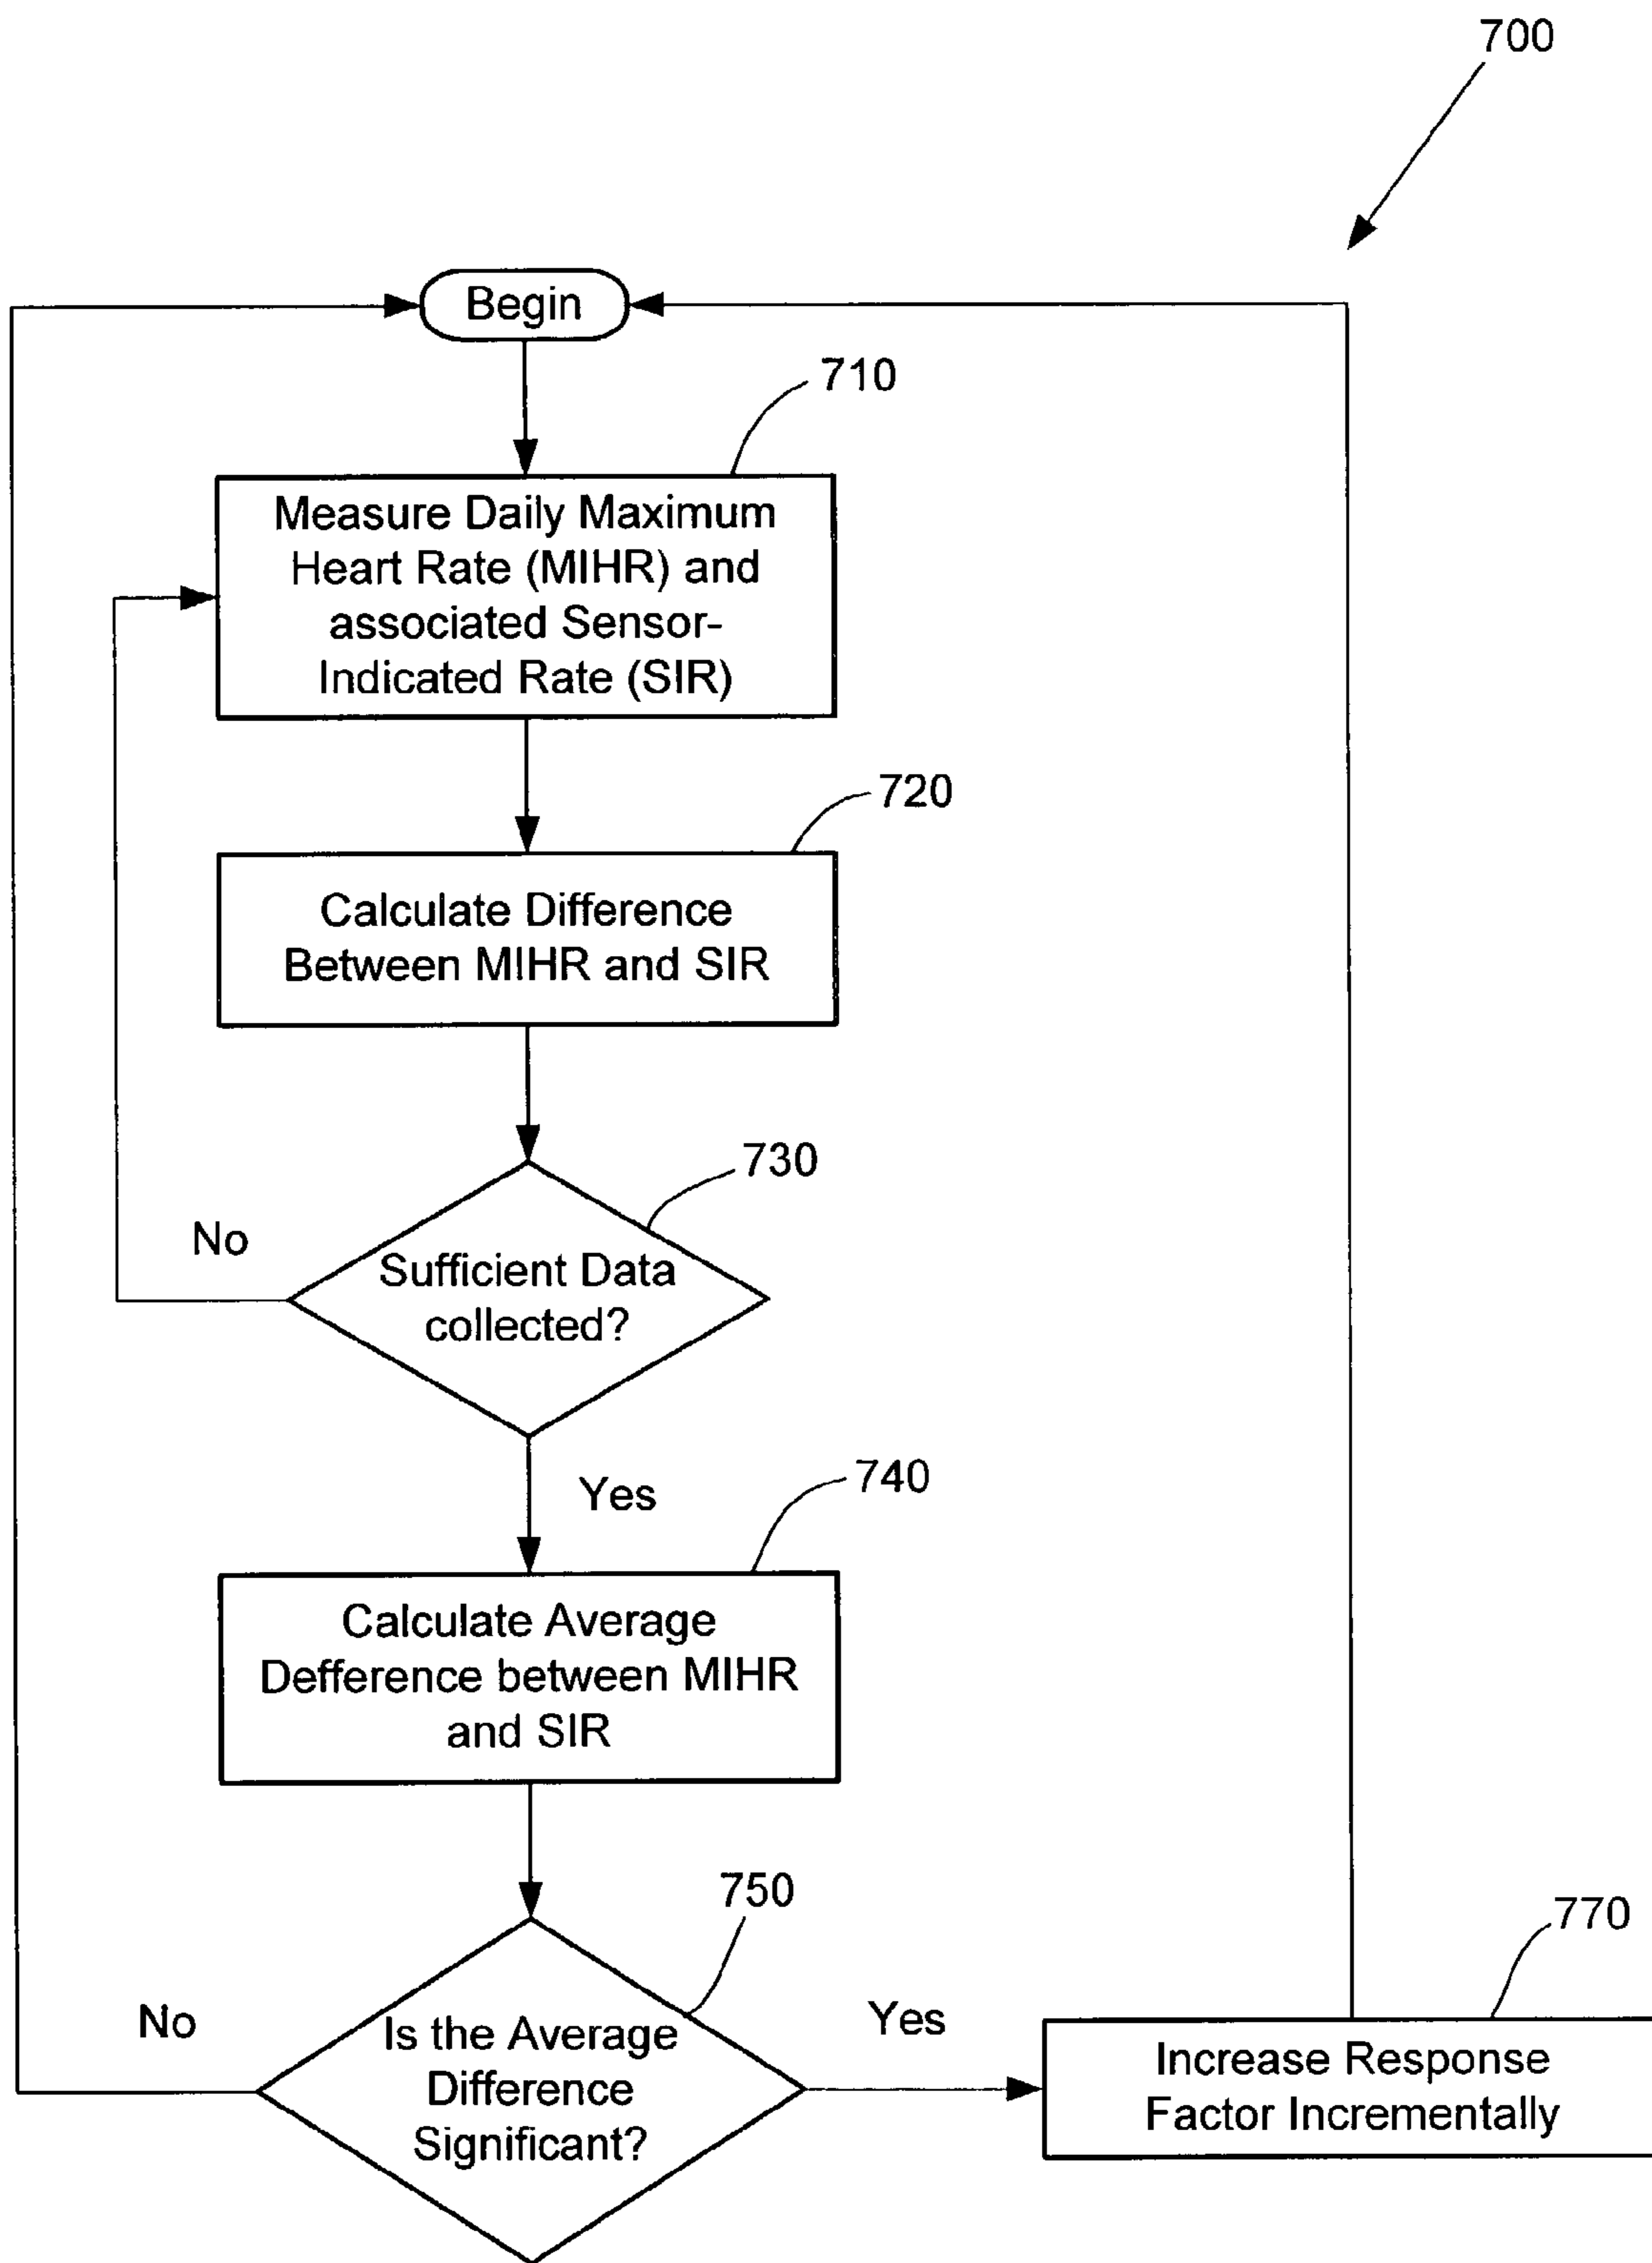 700
Begin
710
Measure Daily Maximum
Heart Rate (MIHR) and
associated Sensor-
Indicated Rate (SIR)
720
Calculate Difference
Between MIHR and SIR
730
No
Sufficient Data
collected?
Yes
740
Calculate Average
Defference between MIHR
and SIR
750
770
No
Is the Average
Difference
Significant?
Yes
Increase Response
Factor Incrementally